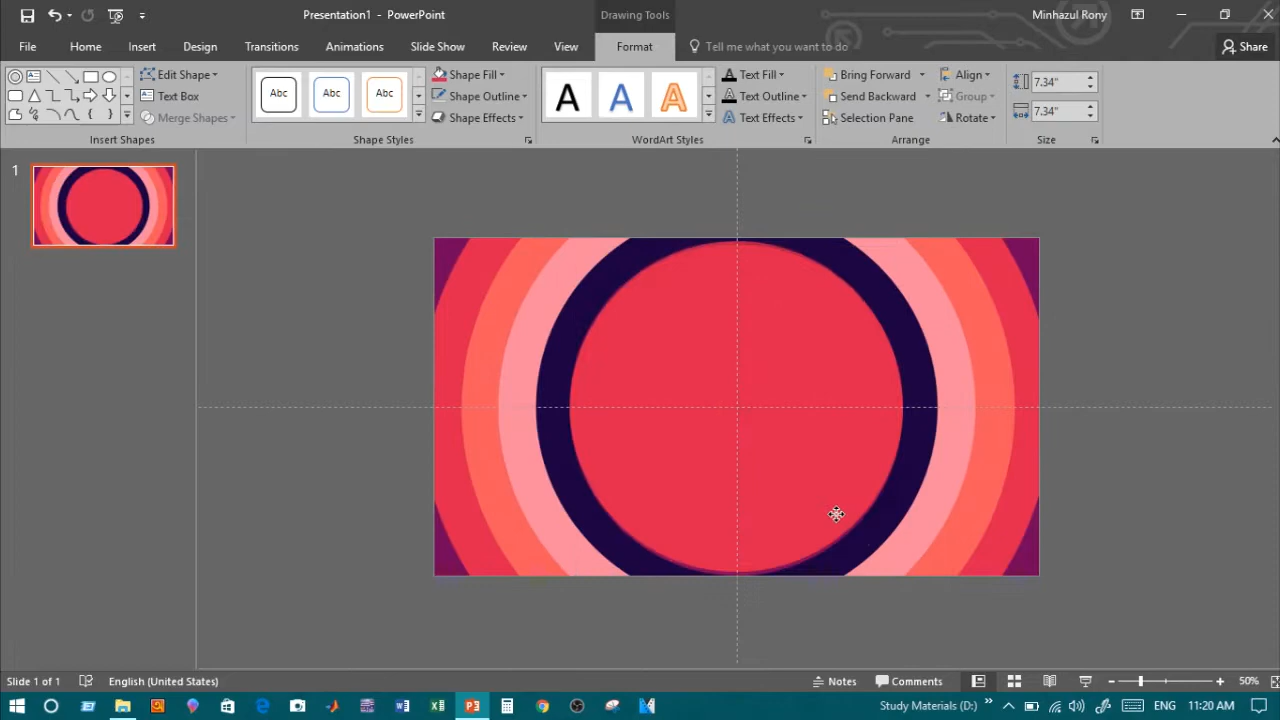 Presentation1 - PowerPoint
Drawing Tools
Minhazul Rony
File Home Insert Design Transitions Animations Slide Show Review View Format Tell me what you want to do Share
Edit Shape
Text Box
Merge Shapes
Insert Shapes
Abc Abc Abc
Shape Fill
Shape Outline
Shape Effects
Shape Styles
A A A
Text Fill
Text Outline
Text Effects
WordArt Styles
Bring Forward
Send Backward
Selection Pane
Align
Group
Rotate
Arrange
7.34"
7.34"
Size
1
Slide 1 of 1 English (United States) Notes Comments 50%
Study Materials (D:) ENG 11:20 AM